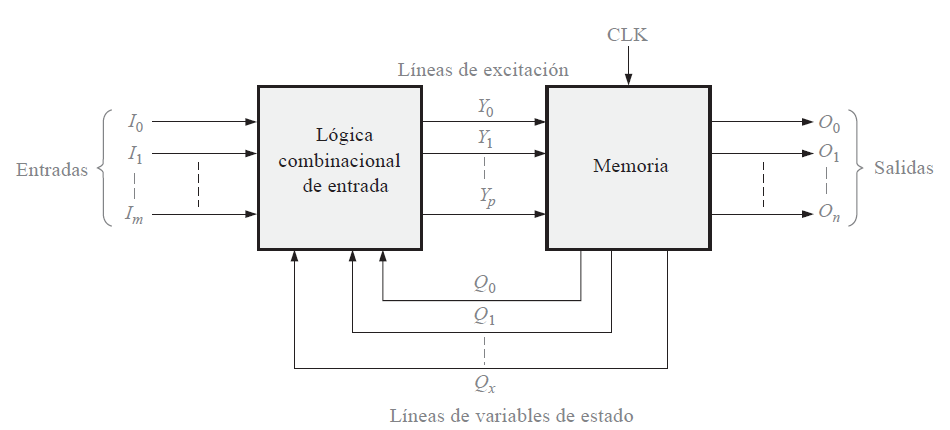 CLK
Líneas de excitación
Entradas
I0
I1
Im
Lógica
combinacional
de entrada
Y0
Y1
Yp
Memoria
O0
O1
On
Salidas
Q0
Q1
Qx
Líneas de variables de estado